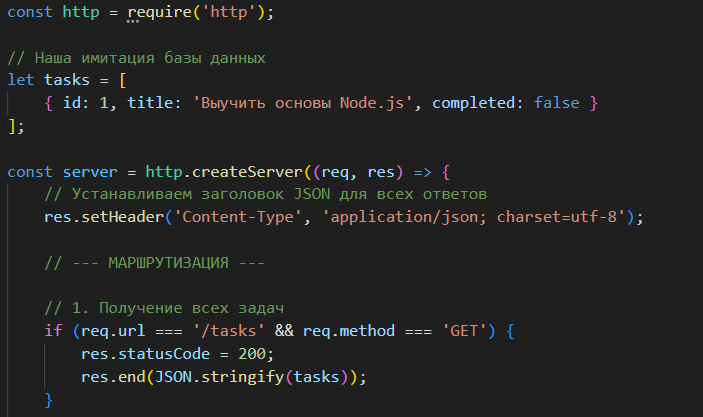 const http = require('http');
// Наша имитация базы данных
let tasks = [
    { id: 1, title: 'Выучить основы Node.js', completed: false }
];
const server = http.createServer((req, res) => {
    // Устанавливаем заголовок JSON для всех ответов
    res.setHeader('Content-Type', 'application/json; charset=utf-8');
    // --- МАРШРУТИЗАЦИЯ ---
    // 1. Получение всех задач
    if (req.url === '/tasks' && req.method === 'GET') {
        res.statusCode = 200;
        res.end(JSON.stringify(tasks));
    }